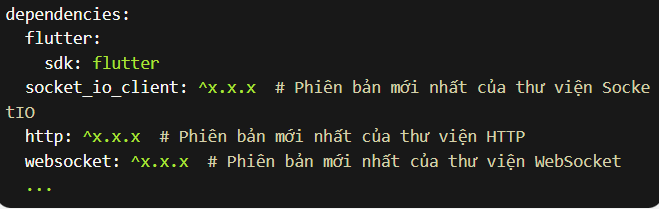 dependencies:
  flutter:
    sdk: flutter
  socket_io_client: ^x.x.x  # Phiên bản mới nhất của thư viện Socke
tIO
  http: ^x.x.x  # Phiên bản mới nhất của thư viện HTTP
  websocket: ^x.x.x  # Phiên bản mới nhất của thư viện WebSocket
  ...